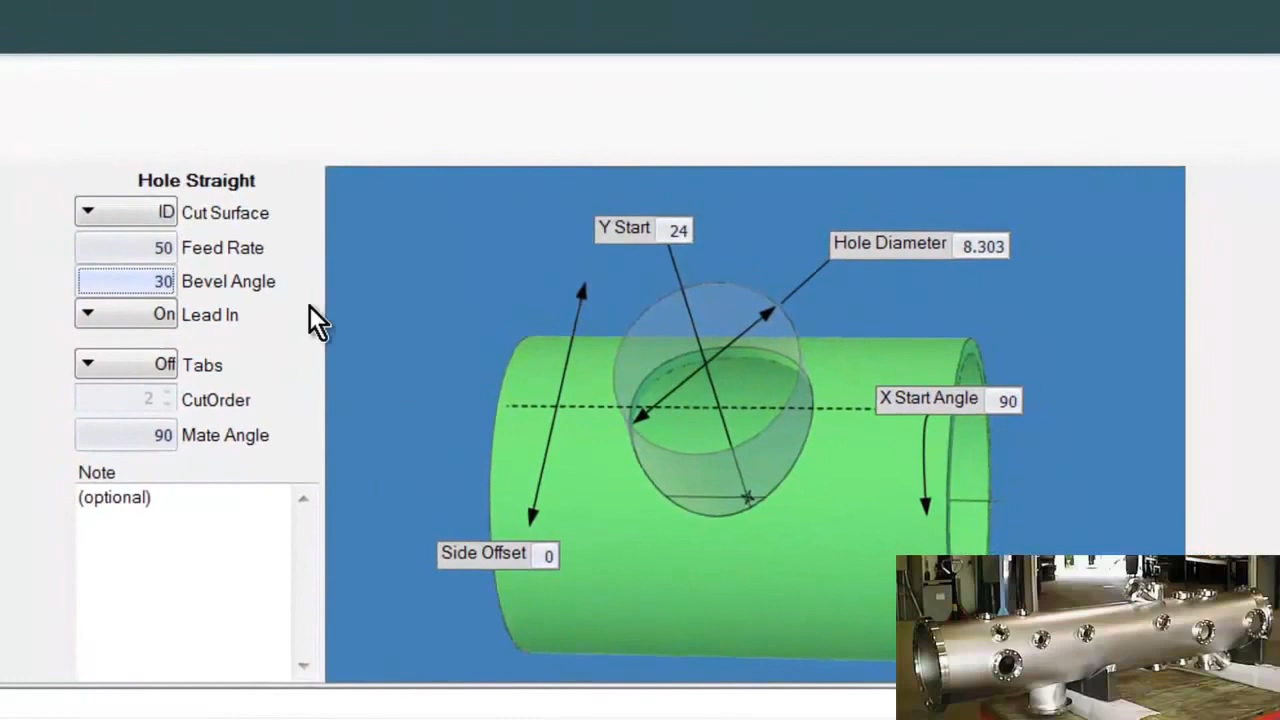 Hole Straight
ID Cut Surface
50 Feed Rate
30 Bevel Angle
On Lead In
Off Tabs
2 CutOrder
90 Mate Angle
Note
(optional)
Y Start 24
Hole Diameter 8.303
X Start Angle 90
Side Offset 0